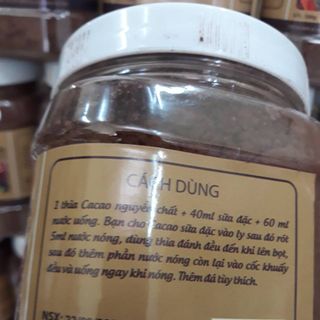 CÁCH DÙNG
1 thìa Cacao nguyên chất + 40ml sữa đặc + 60 ml
nước uống. Bạn cho Cacao sữa đặc vào ly sau đó rót
5ml nước nóng, dùng thìa đánh đều đến khi lên bọt,
sau đó thêm phần nước nóng còn lại vào cốc khuấy
đều và uống ngay khi nóng. Thêm đá tùy thích.
NSX: